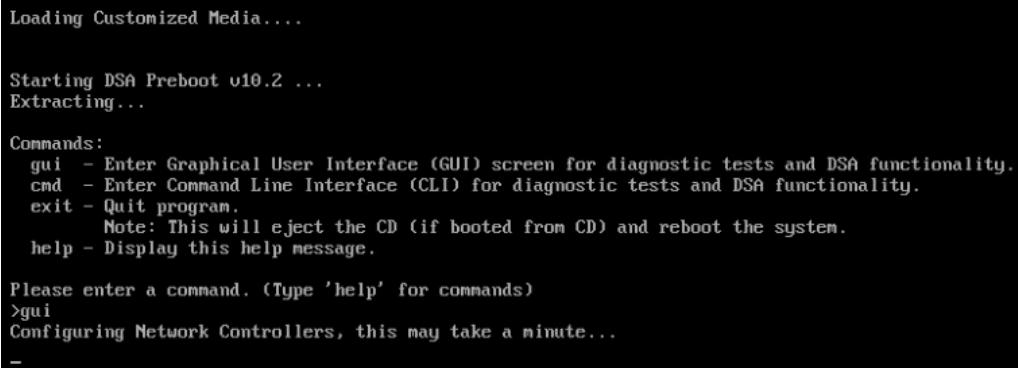 Loading Customized Media....
Starting DSA Preboot v10.2 ...
Extracting...
Commands:
gui  - Enter Graphical User Interface (GUI) screen for diagnostic tests and DSA functionality.
cmd  - Enter Command Line Interface (CLI) for diagnostic tests and DSA functionality.
exit - Quit program.
Note: This will eject the CD (if booted from CD) and reboot the system.
help - Display this help message.
Please enter a command. (Type 'help' for commands)
>gui
Configuring Network Controllers, this may take a minute...
_